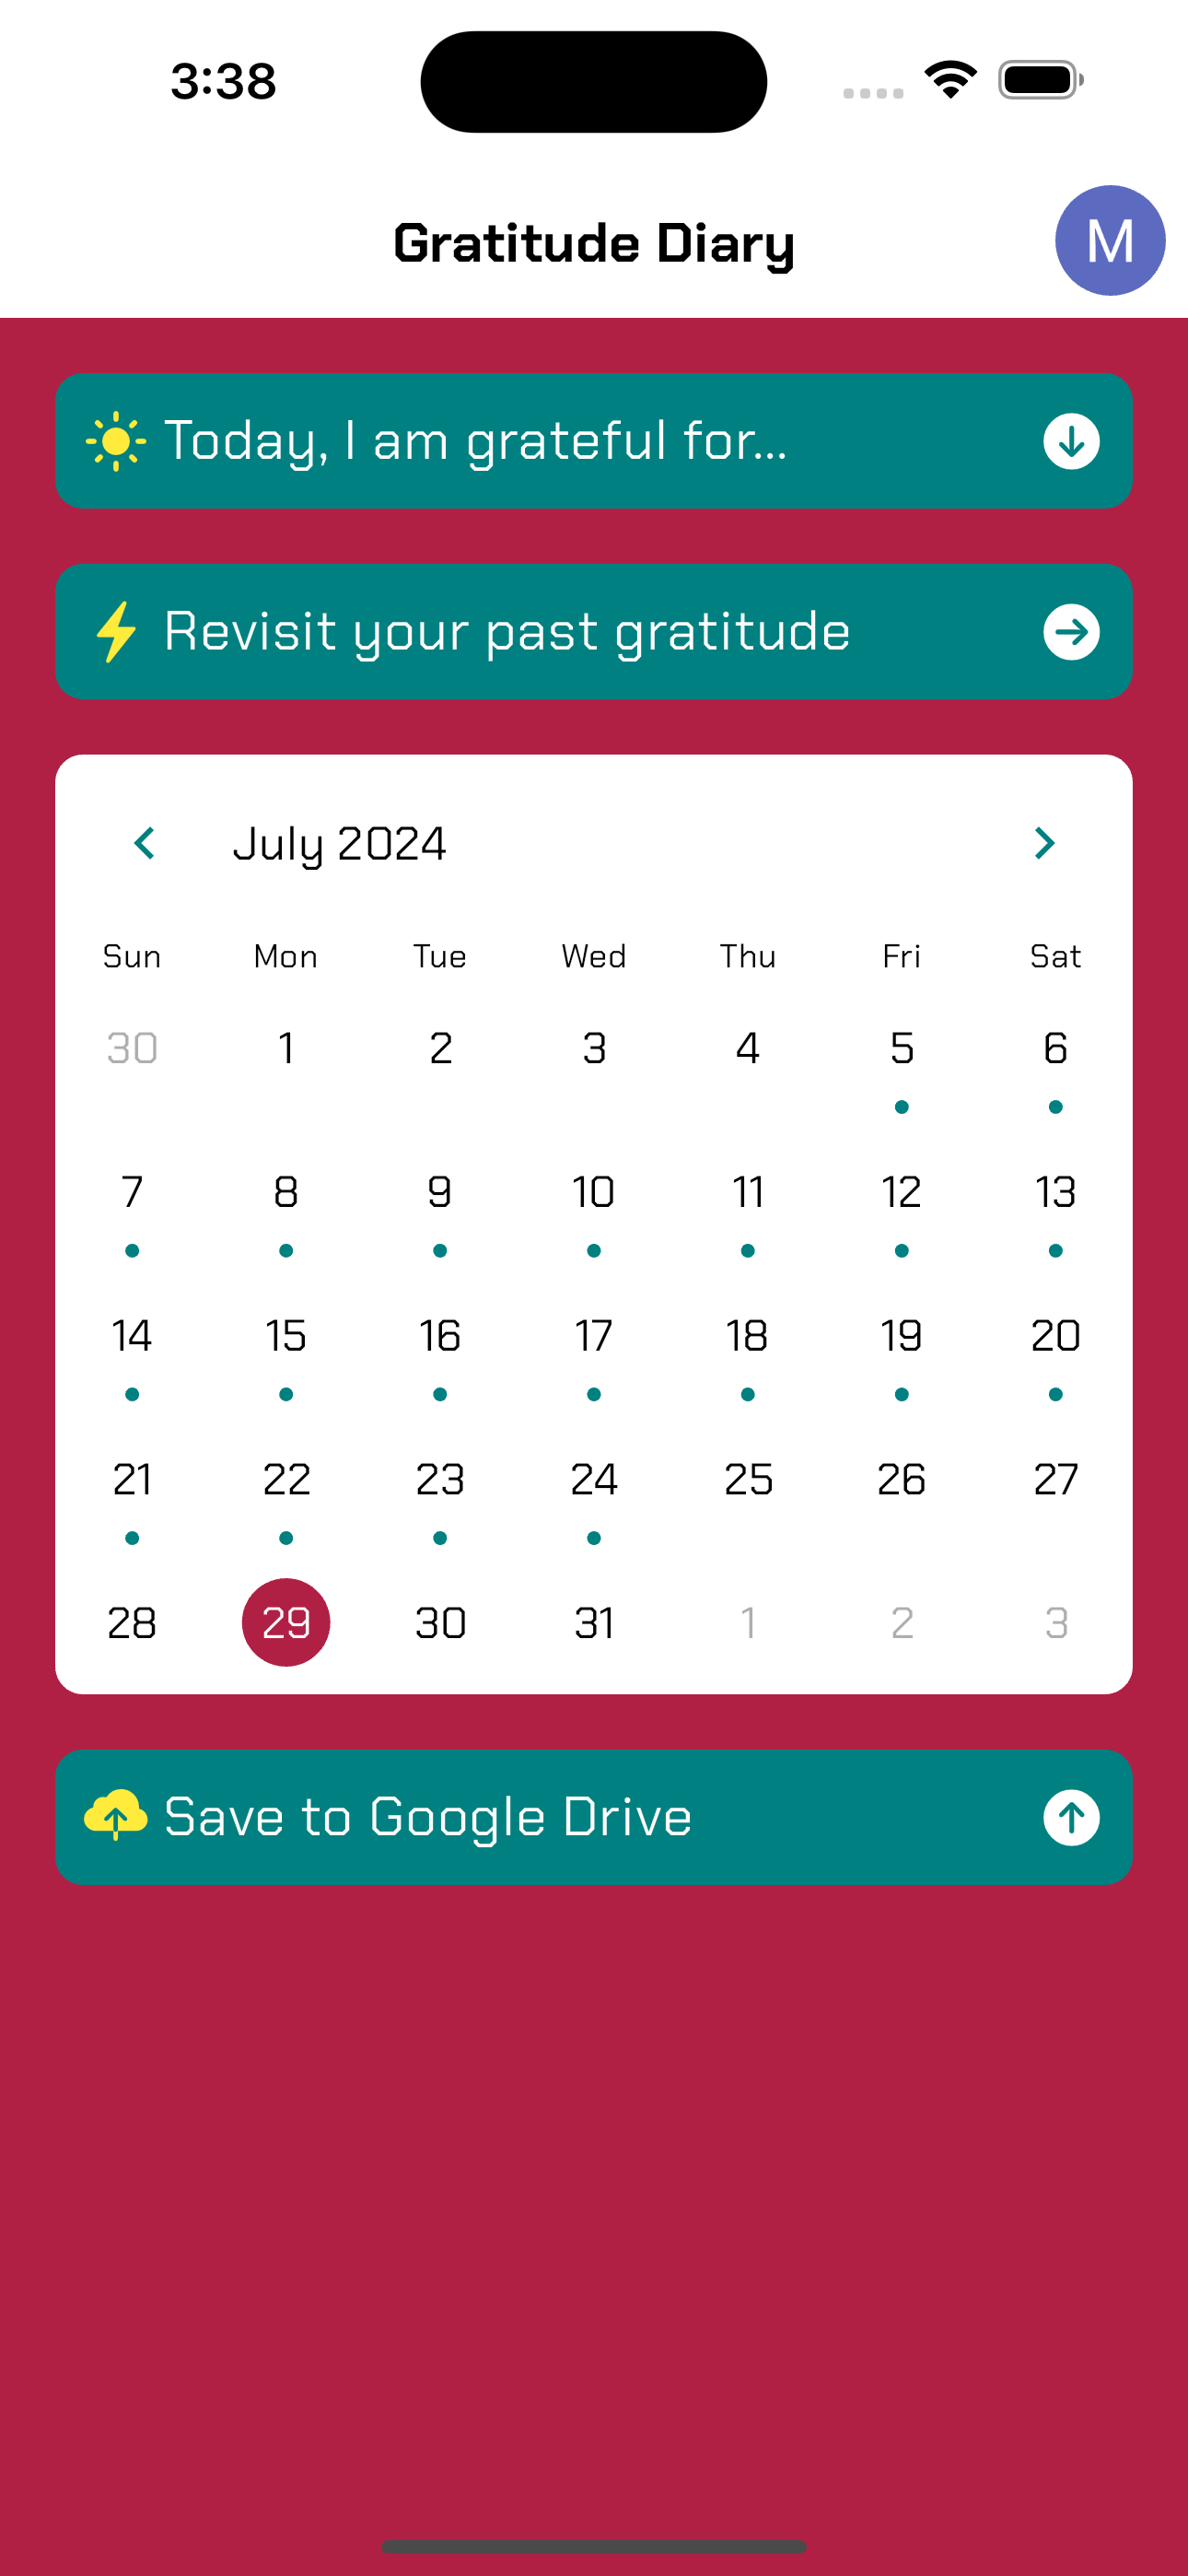 3:38
Gratitude Diary
M
Today, I am grateful for...
Revisit your past gratitude
July 2024
Sun Mon Tue Wed Thu Fri Sat
30 1 2 3 4 5 6
7 8 9 10 11 12 13
14 15 16 17 18 19 20
21 22 23 24 25 26 27
28 29 30 31 1 2 3
Save to Google Drive